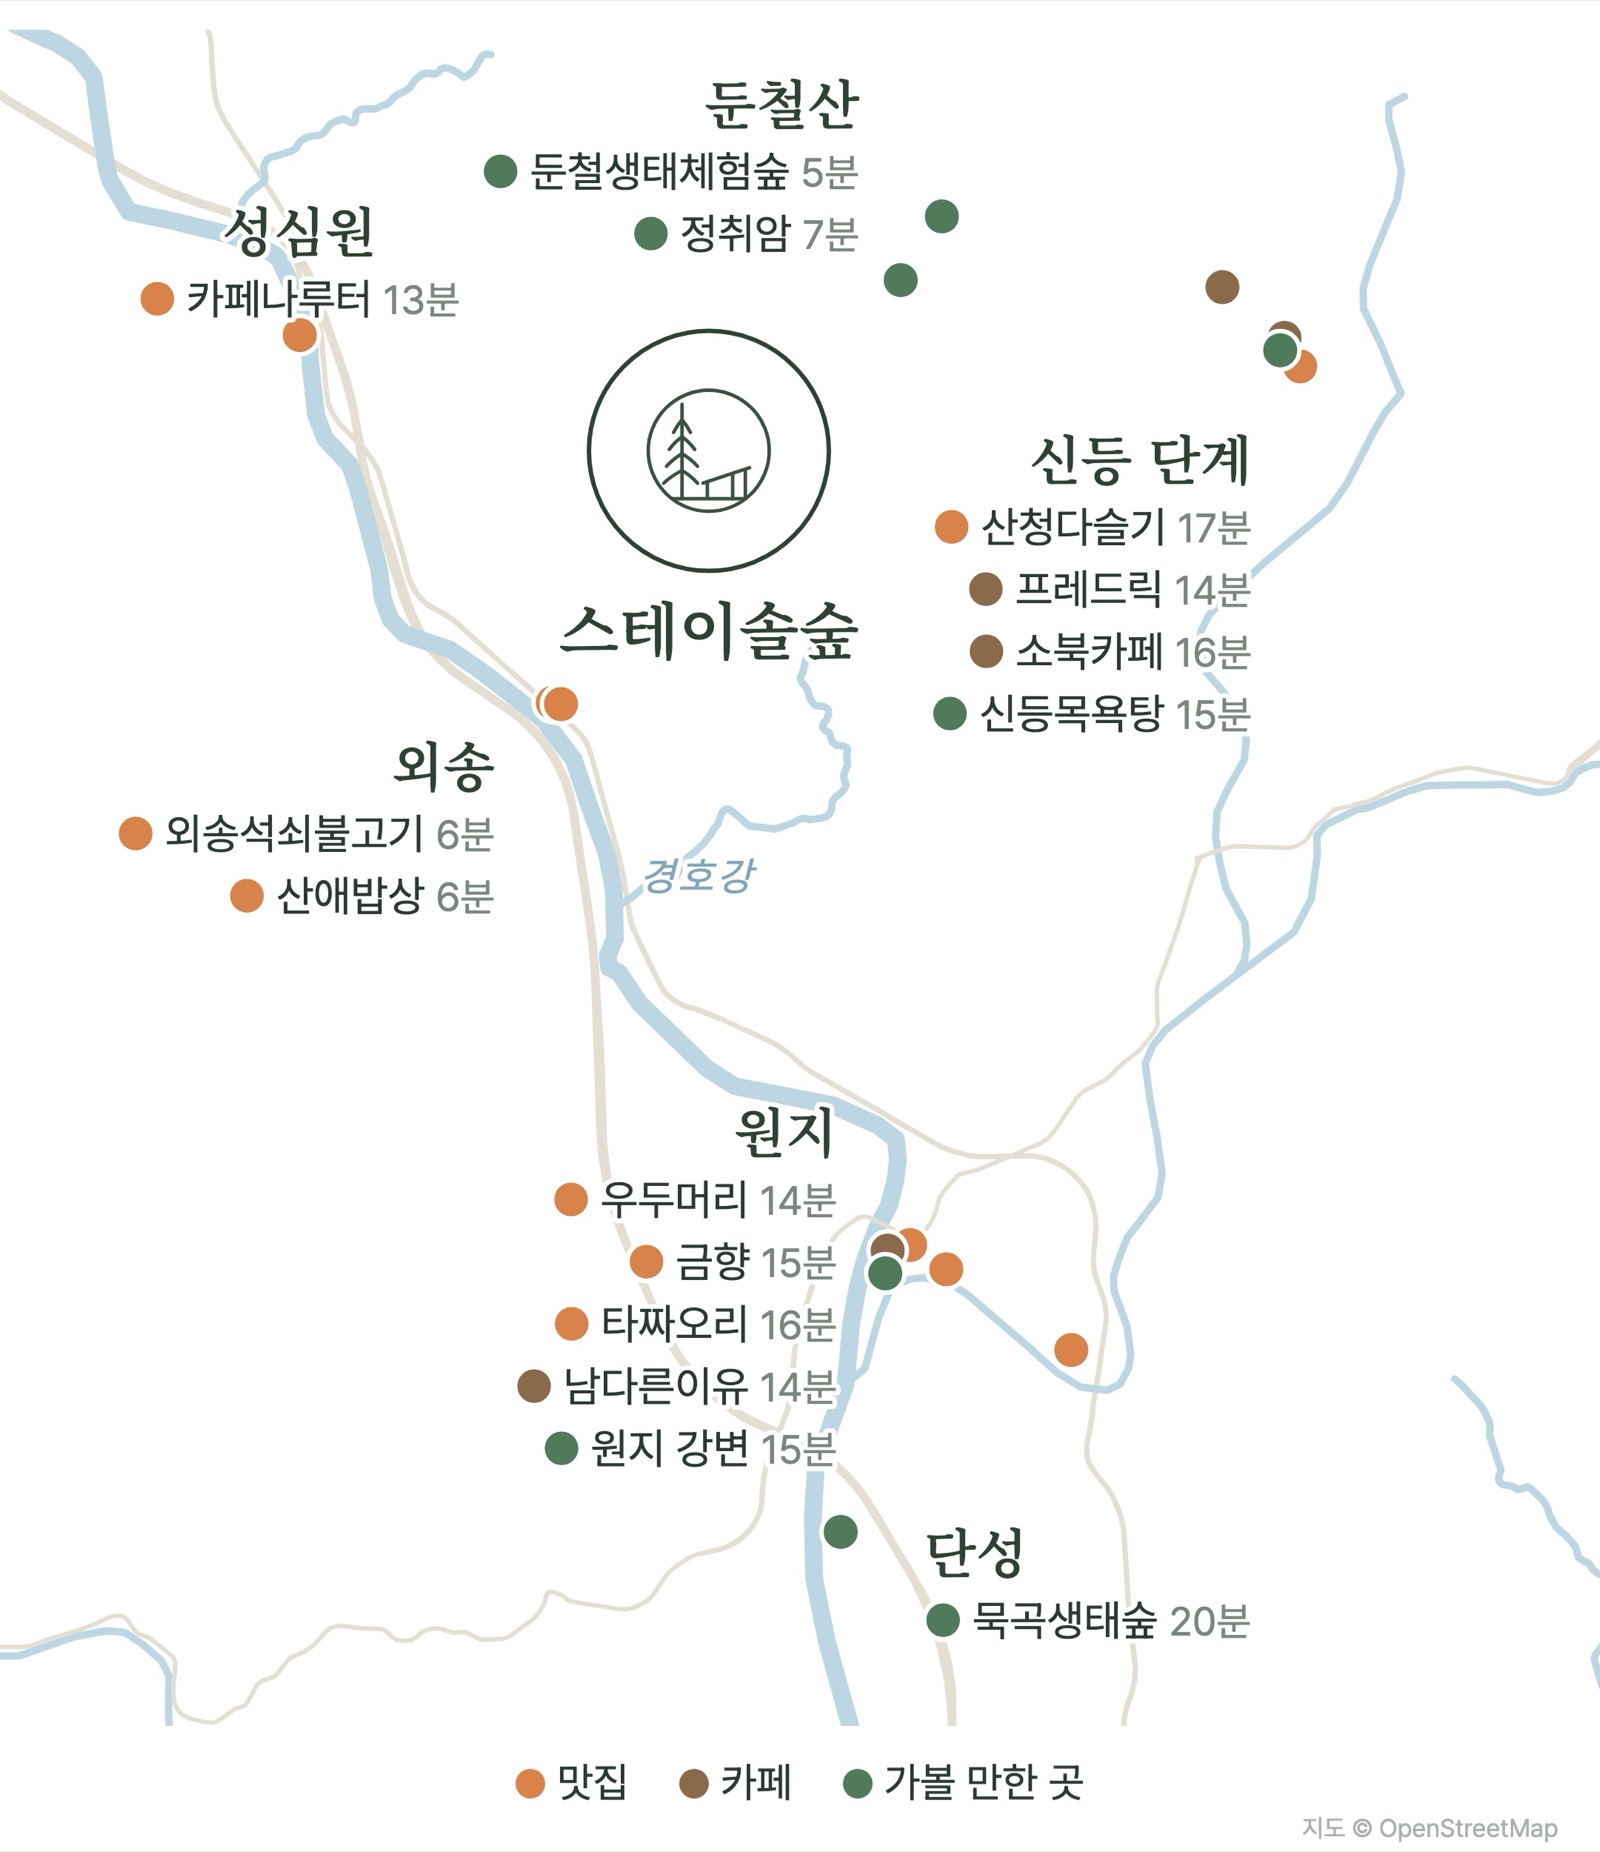 둔철산
둔철생태체험숲 5분
정취암 7분
성심원
카페나루터 13분
스테이솔숲
신등 단계
산청다슬기 17분
프레드릭 14분
소북카페 16분
신등목욕탕 15분
외송
외송석쇠불고기 6분
산애밥상 6분
경호강
원지
우두머리 14분
금향 15분
타짜오리 16분
남다른이유 14분
원지 강변 15분
단성
묵곡생태숲 20분
맛집 카페 가볼 만한 곳
지도 © OpenStreetMap